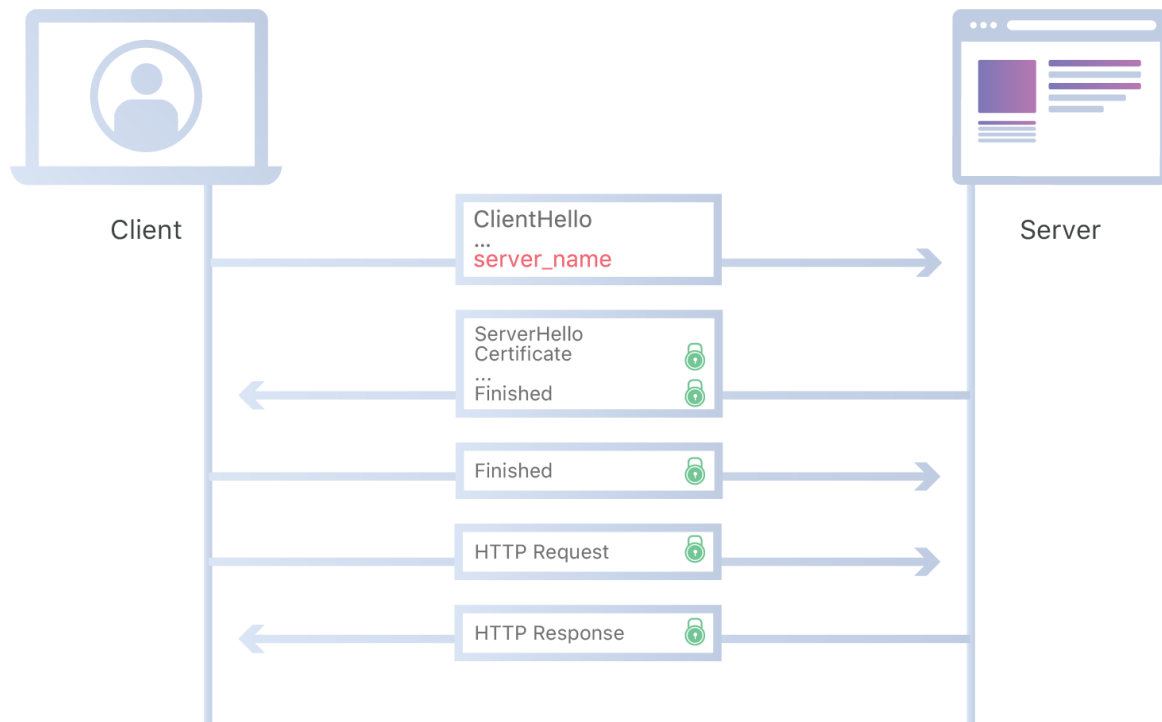 Client
Server
ClientHello
...
server_name
ServerHello
Certificate
...
Finished
Finished
HTTP Request
HTTP Response